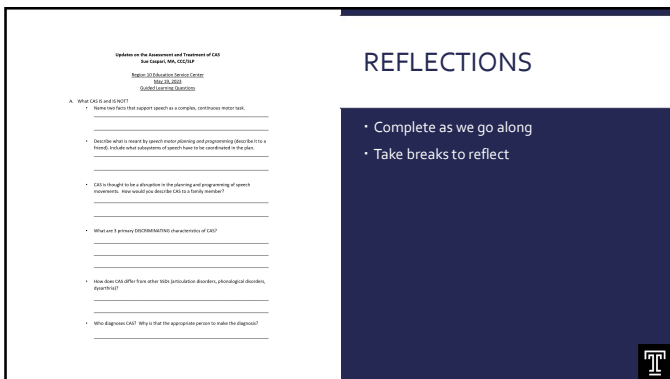 Updates on the Assessment and Treatment of CAS
Sue Caspari, MA, CCC/SLP
Region 10 Education Service Center
May 19, 2023
Guided Learning Questions
A. What CAS IS and IS NOT?
• Name two facts that support speech as a complex, continuous motor task.
• Describe what is meant by speech motor planning and programming (describe it to a
friend). Include what subsystems of speech have to be coordinated in the plan.
• CAS is thought to be a disruption in the planning and programming of speech
movements. How would you describe CAS to a family member?
• What are 3 primary DISCRIMINATING characteristics of CAS?
• How does CAS differ from other SSDs (articulation disorders, phonological disorders,
dysarthria)?
• Who diagnoses CAS? Why is that the appropriate person to make the diagnosis?
REFLECTIONS
• Complete as we go along
• Take breaks to reflect
T